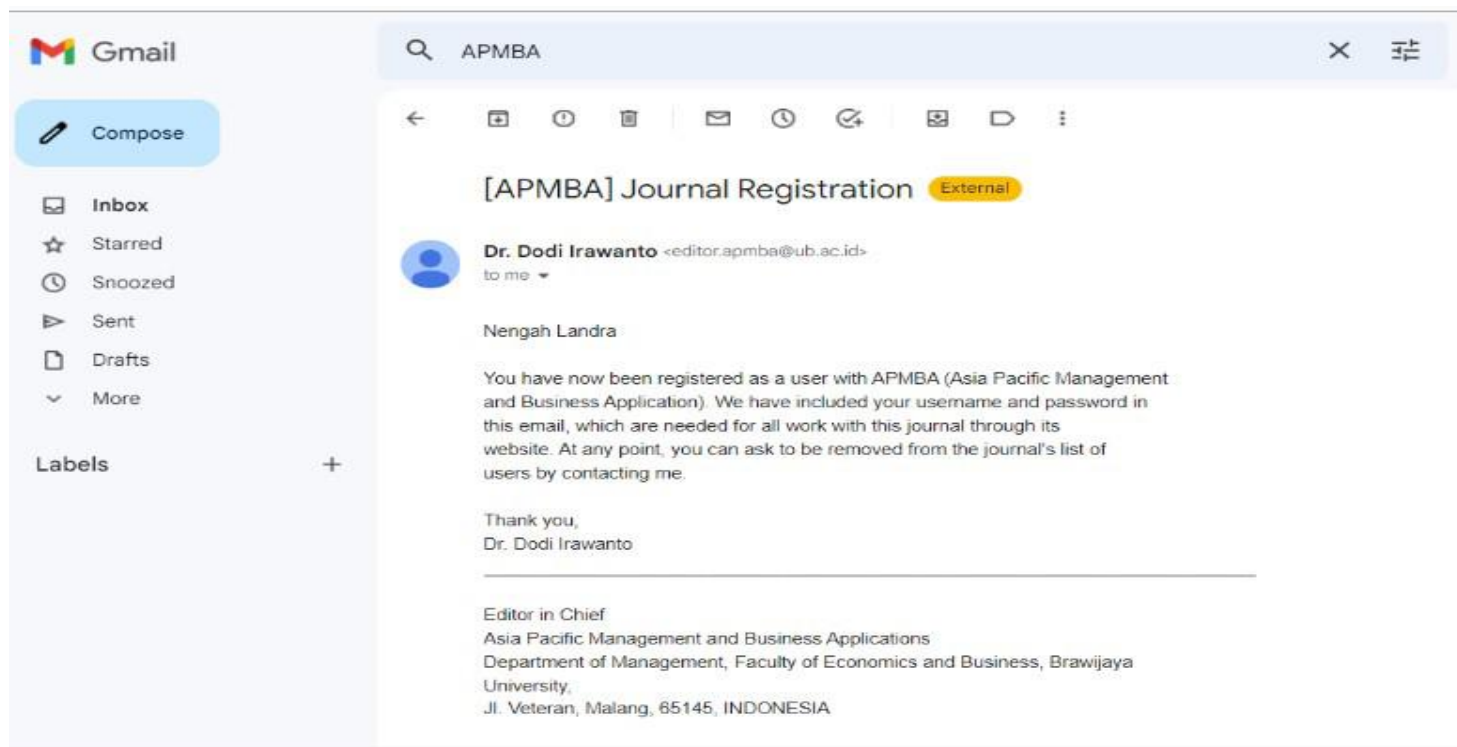 Gmail
APMBA
Compose
Inbox
Starred
Snoozed
Sent
Drafts
More
Labels
[APMBA] Journal Registration External
Dr. Dodi Irawanto <editor.apmba@ub.ac.id>
to me
Nengah Landra
You have now been registered as a user with APMBA (Asia Pacific Management
and Business Application). We have included your username and password in
this email, which are needed for all work with this journal through its
website. At any point, you can ask to be removed from the journal's list of
users by contacting me.
Thank you,
Dr. Dodi Irawanto
Editor in Chief
Asia Pacific Management and Business Applications
Department of Management, Faculty of Economics and Business, Brawijaya
University,
Jl. Veteran, Malang, 65145, INDONESIA